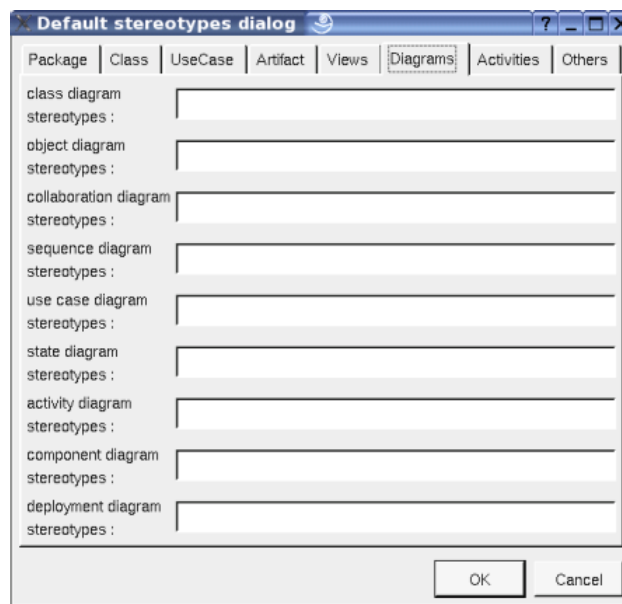 Default stereotypes dialog ? _
Package Class UseCase Artifact Views Diagrams Activities Others
class diagram
stereotypes :
object diagram
stereotypes :
collaboration diagram
stereotypes :
sequence diagram
stereotypes :
use case diagram
stereotypes :
state diagram
stereotypes :
activity diagram
stereotypes :
component diagram
stereotypes :
deployment diagram
stereotypes :
OK Cancel